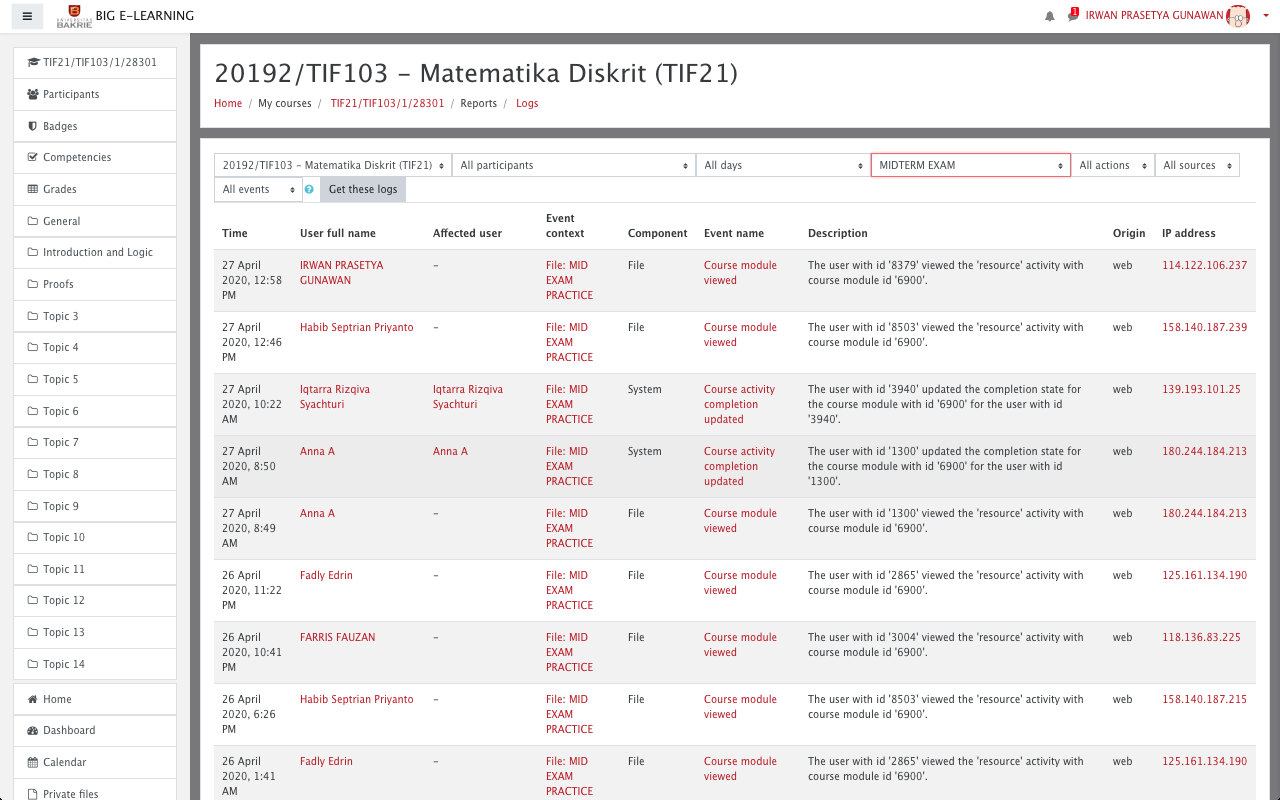 UNIVERSITAS
BAKRIE
BIG E-LEARNING
1
IRWAN PRASETYA GUNAWAN
TIF21/TIF103/1/28301
Participants
Badges
Competencies
Grades
General
Introduction and Logic
Proofs
Topic 3
Topic 4
Topic 5
Topic 6
Topic 7
Topic 8
Topic 9
Topic 10
Topic 11
Topic 12
Topic 13
Topic 14
Home
Dashboard
Calendar
Private files
20192/TIF103 – Matematika Diskrit (TIF21)
Home / My courses / TIF21/TIF103/1/28301 / Reports / Logs
20192/TIF103 – Matematika Diskrit (TIF21) All participants All days MIDTERM EXAM All actions All sources
All events ? Get these logs
Time User full name Affected user Event context Component Event name Description Origin IP address
27 April 2020, 12:58 PM IRWAN PRASETYA GUNAWAN – File: MID EXAM PRACTICE File Course module viewed The user with id '8379' viewed the 'resource' activity with course module id '6900'. web 114.122.106.237
27 April 2020, 12:46 PM Habib Septrian Priyanto – File: MID EXAM PRACTICE File Course module viewed The user with id '8503' viewed the 'resource' activity with course module id '6900'. web 158.140.187.239
27 April 2020, 10:22 AM Iqtarra Rizqiva Syachturi Iqtarra Rizqiva Syachturi File: MID EXAM PRACTICE System Course activity completion updated The user with id '3940' updated the completion state for the course module with id '6900' for the user with id '3940'. web 139.193.101.25
27 April 2020, 8:50 AM Anna A Anna A File: MID EXAM PRACTICE System Course activity completion updated The user with id '1300' updated the completion state for the course module with id '6900' for the user with id '1300'. web 180.244.184.213
27 April 2020, 8:49 AM Anna A – File: MID EXAM PRACTICE File Course module viewed The user with id '1300' viewed the 'resource' activity with course module id '6900'. web 180.244.184.213
26 April 2020, 11:22 PM Fadly Edrin – File: MID EXAM PRACTICE File Course module viewed The user with id '2865' viewed the 'resource' activity with course module id '6900'. web 125.161.134.190
26 April 2020, 10:41 PM FARRIS FAUZAN – File: MID EXAM PRACTICE File Course module viewed The user with id '3004' viewed the 'resource' activity with course module id '6900'. web 118.136.83.225
26 April 2020, 6:26 PM Habib Septrian Priyanto – File: MID EXAM PRACTICE File Course module viewed The user with id '8503' viewed the 'resource' activity with course module id '6900'. web 158.140.187.215
26 April 2020, 1:41 AM Fadly Edrin – File: MID EXAM PRACTICE File Course module viewed The user with id '2865' viewed the 'resource' activity with course module id '6900'. web 125.161.134.190